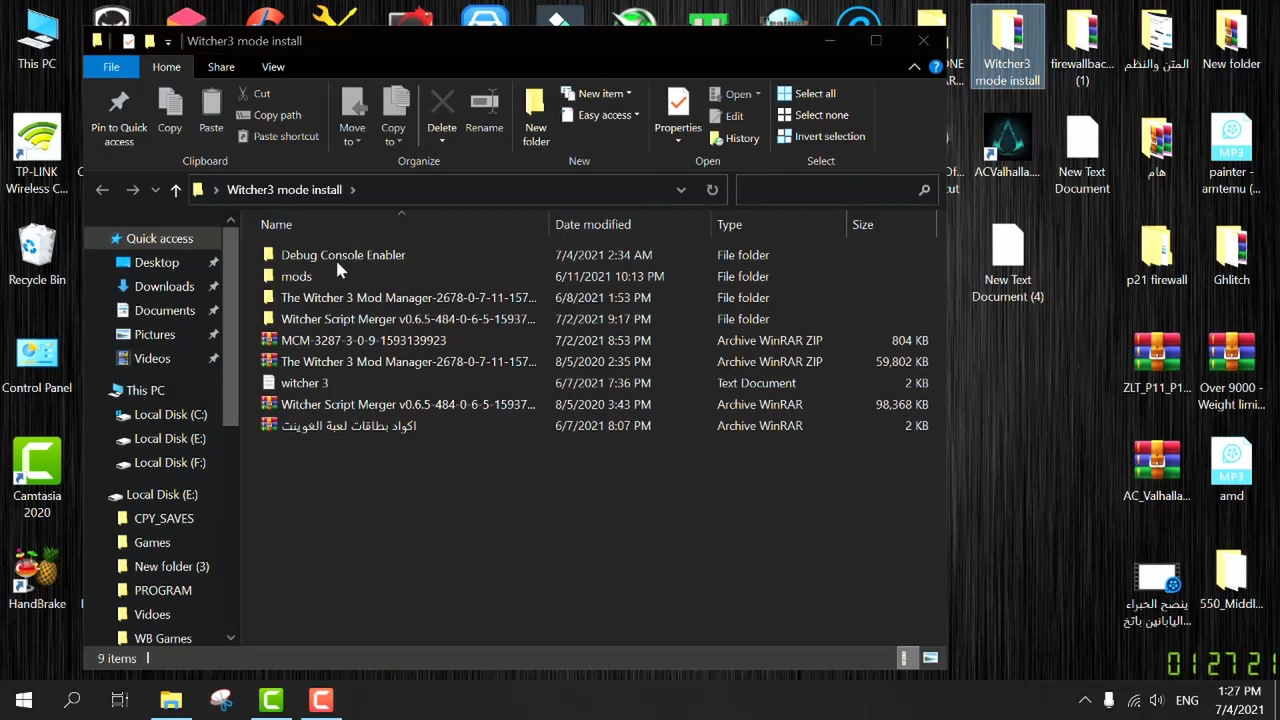 Witcher3 mode install
File
Home
Share
View
Pin to Quick
access
Copy
Paste
Cut
Copy path
Paste shortcut
Clipboard
Move
to
Copy
to
Delete
Rename
Organize
New
folder
New item
Easy access
New
Properties
Open
Edit
History
Open
Select all
Select none
Invert selection
Select
Witcher3 mode install
Name
Date modified
Type
Size
Debug Console Enabler 7/4/2021 2:34 AM File folder
mods 6/11/2021 10:13 PM File folder
The Witcher 3 Mod Manager-2678-0-7-11-157... 6/8/2021 1:53 PM File folder
Witcher Script Merger v0.6.5-484-0-6-5-15937... 7/2/2021 9:17 PM File folder
MCM-3287-3-0-9-1593139923 7/2/2021 8:53 PM Archive WinRAR ZIP 804 KB
The Witcher 3 Mod Manager-2678-0-7-11-157... 8/5/2020 2:35 PM Archive WinRAR ZIP 59,802 KB
witcher 3 6/7/2021 7:36 PM Text Document 2 KB
Witcher Script Merger v0.6.5-484-0-6-5-15937... 8/5/2020 3:43 PM Archive WinRAR 98,368 KB
اكواد بطاقات لعبة الغوينت 6/7/2021 8:07 PM Archive WinRAR 2 KB
Quick access
Desktop
Downloads
Documents
Pictures
Videos
This PC
Local Disk (C:)
Local Disk (E:)
Local Disk (F:)
Local Disk (E:)
CPY_SAVES
Games
New folder (3)
PROGRAM
Vidoes
WB Games
9 items
This PC
TP-LINK
Wireless C...
Recycle Bin
Control Panel
Camtasia
2020
HandBrake
Witcher3
mode install
firewallbac...
(1)
المتن والنظم
New folder
ACValhalla....
New Text
Document
هام
painter -
amtemu (...
New Text
Document (4)
p21 firewall
Ghlitch
ZLT_P11_P1...
Over 9000 -
Weight limi...
AC_Valhalla...
amd
ينصح الخبراء
اليابانين باتخ...
550_Middl...
01:27 21
ENG
1:27 PM
7/4/2021